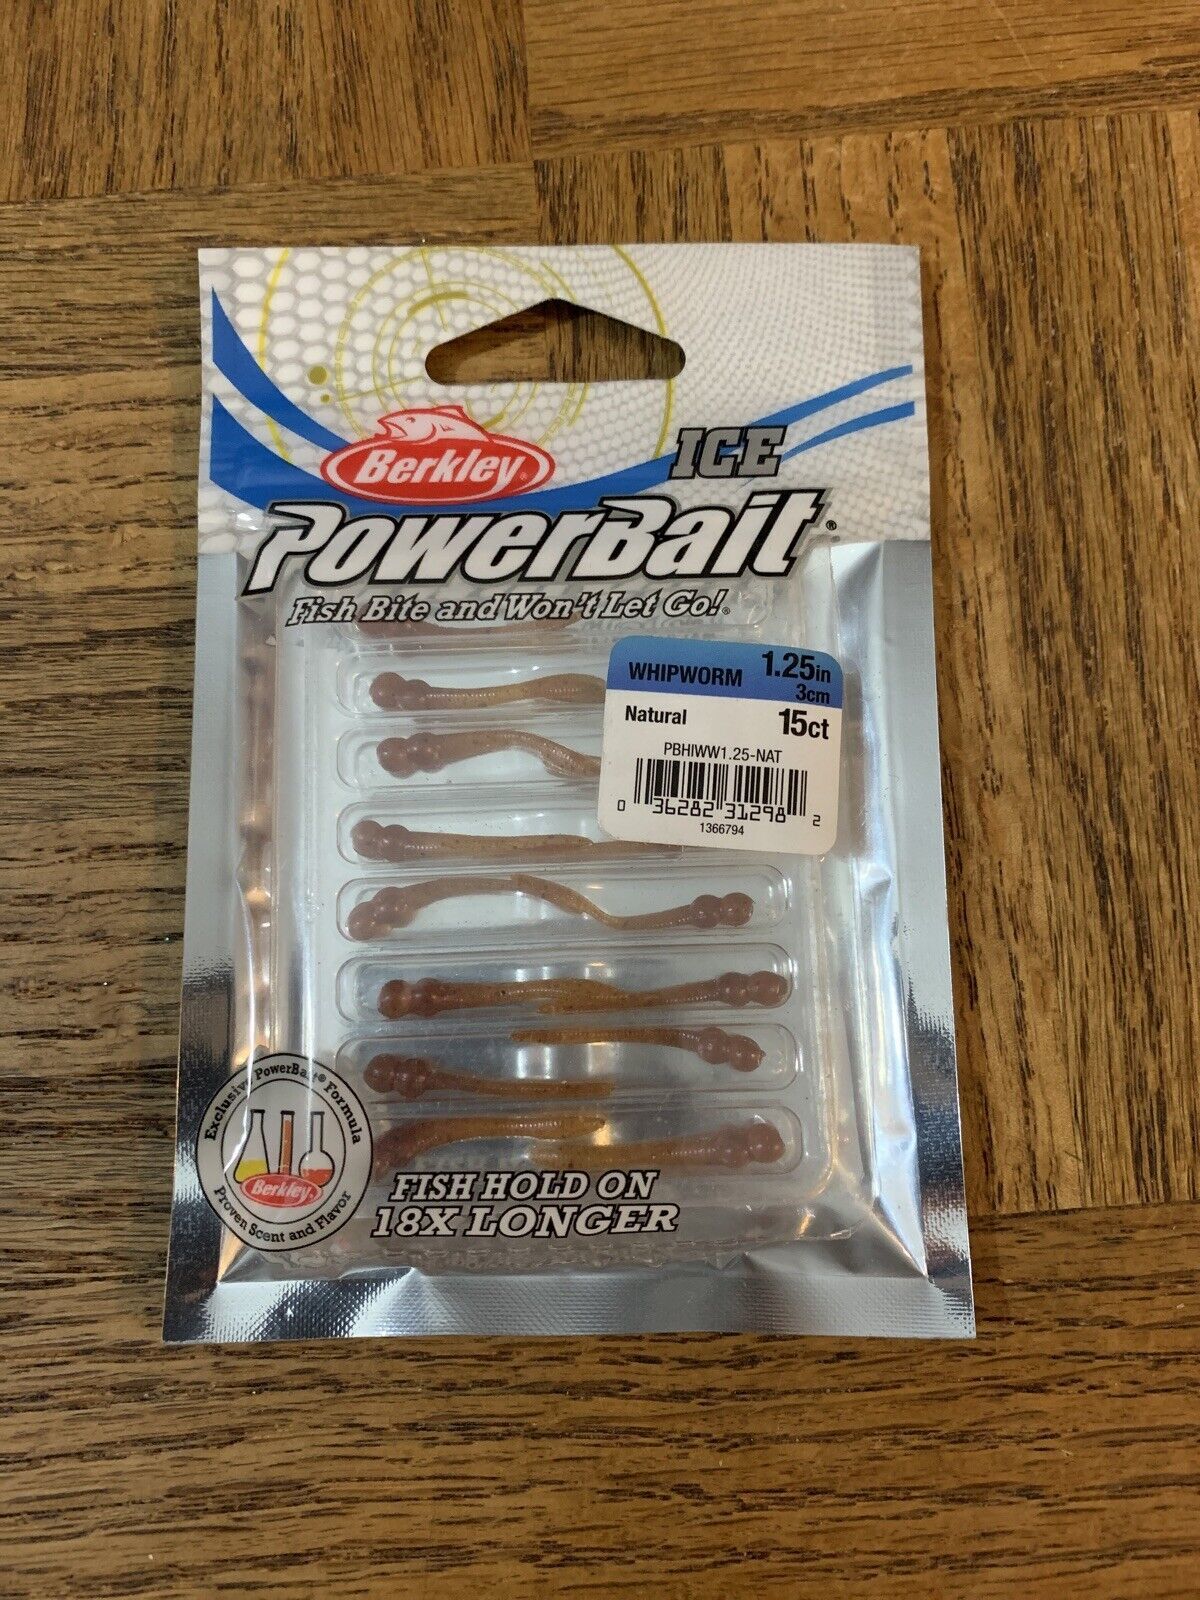 Berkley®
ICE
PowerBait®
Fish Bite and Won't Let Go!®
WHIPWORM 1.25in
3cm
Natural 15ct
PBHIWW1.25-NAT
0 36282 31298 2
1366794
Exclusive PowerBait® Formula
Berkley®
Proven Scent and Flavor
FISH HOLD ON
18X LONGER